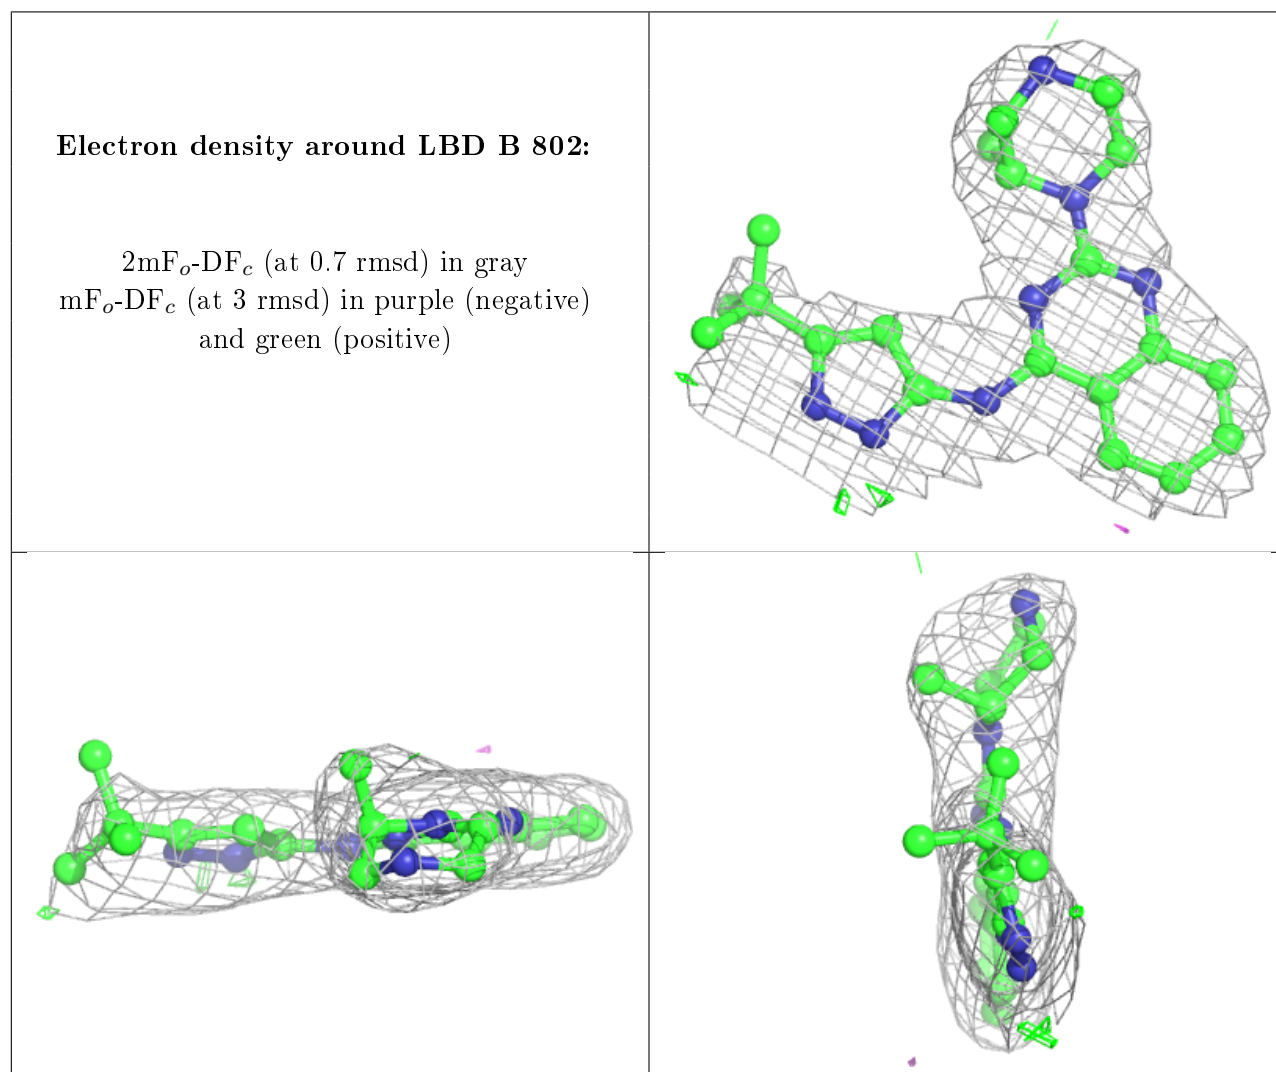 Electron density around LBD B 802:
2mFo-DFc (at 0.7 rmsd) in gray
mFo-DFc (at 3 rmsd) in purple (negative)
and green (positive)